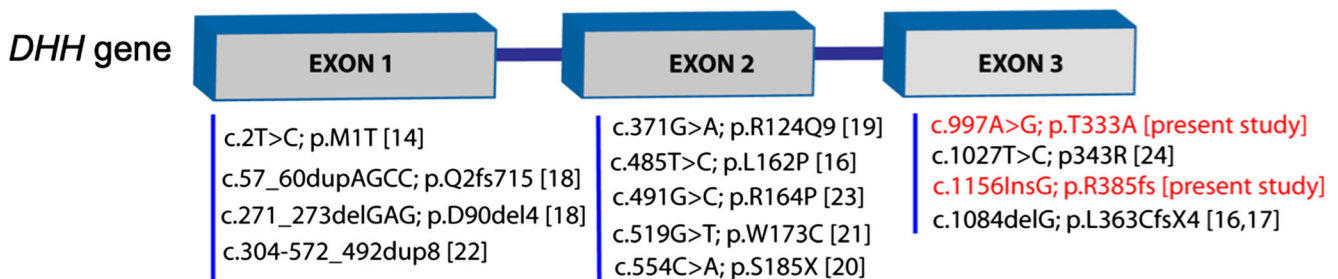 DHH gene
EXON 1
EXON 2
EXON 3
c.2T>C; p.M1T [14]
c.57_60dupAGCC; p.Q2fs715 [18]
c.271_273delGAG; p.D90del4 [18]
c.304-572_492dup8 [22]
c.371G>A; p.R124Q9 [19]
c.485T>C; p.L162P [16]
c.491G>C; p.R164P [23]
c.519G>T; p.W173C [21]
c.554C>A; p.S185X [20]
c.997A>G; p.T333A [present study]
c.1027T>C; p343R [24]
c.1156InsG; p.R385fs [present study]
c.1084delG; p.L363CfsX4 [16,17]